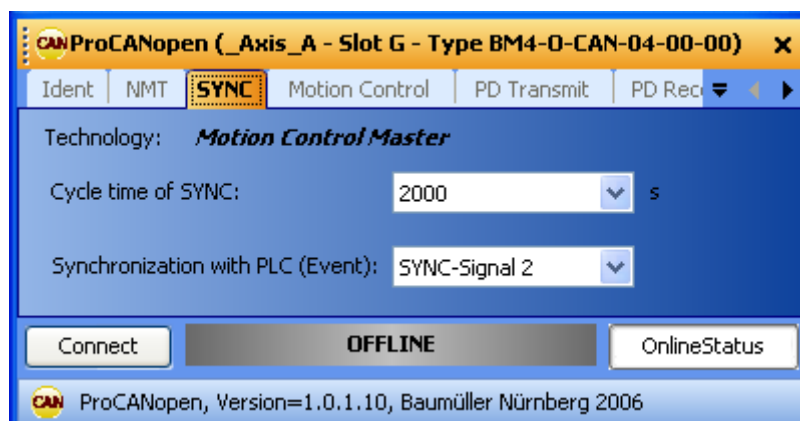 CAN ProCANopen (_Axis_A - Slot G - Type BM4-O-CAN-04-00-00)
Ident NMT SYNC Motion Control PD Transmit PD Rec
Technology: Motion Control Master
Cycle time of SYNC: 2000 s
Synchronization with PLC (Event): SYNC-Signal 2
Connect OFFLINE OnlineStatus
CAN ProCANopen, Version=1.0.1.10, Baumüller Nürnberg 2006